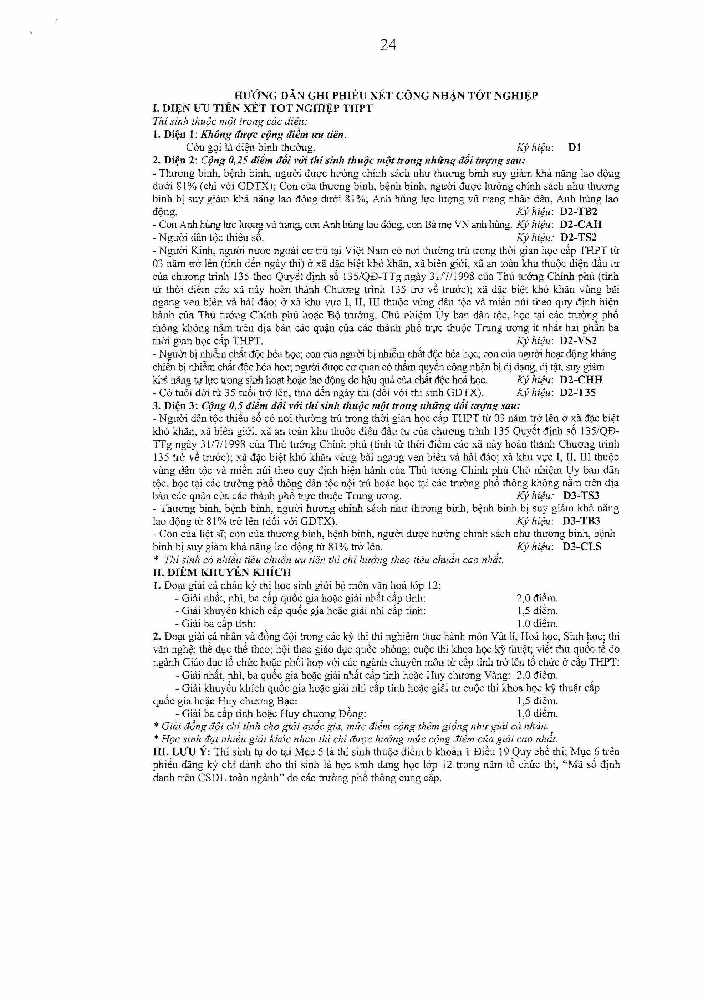 24
HƯỚNG DẪN GHI PHIẾU XÉT CÔNG NHẬN TỐT NGHIỆP
I. DIỆN ƯU TIÊN XÉT TỐT NGHIỆP THPT
Thí sinh thuộc một trong các diện:
1. Diện 1: Không được cộng điểm ưu tiên.
Còn gọi là diện bình thường. Ký hiệu: D1
2. Diện 2: Cộng 0,25 điểm đối với thí sinh thuộc một trong những đối tượng sau:
- Thương binh, bệnh binh, người được hưởng chính sách như thương binh suy giảm khả năng lao động
dưới 81% (chỉ với GDTX); Con của thương binh, bệnh binh, người được hưởng chính sách như thương
binh bị suy giảm khả năng lao động dưới 81%; Anh hùng lực lượng vũ trang nhân dân, Anh hùng lao
động. Ký hiệu: D2-TB2
- Con Anh hùng lực lượng vũ trang, con Anh hùng lao động, con Bà mẹ VN anh hùng. Ký hiệu: D2-CAH
- Người dân tộc thiểu số. Ký hiệu: D2-TS2
- Người Kinh, người nước ngoài cư trú tại Việt Nam có nơi thường trú trong thời gian học cấp THPT từ
03 năm trở lên (tính đến ngày thi) ở xã đặc biệt khó khăn, xã biên giới, xã an toàn khu thuộc diện đầu tư
của chương trình 135 theo Quyết định số 135/QĐ-TTg ngày 31/7/1998 của Thủ tướng Chính phủ (tính
từ thời điểm các xã này hoàn thành Chương trình 135 trở về trước); xã đặc biệt khó khăn vùng bãi
ngang ven biển và hải đảo; ở xã khu vực I, II, III thuộc vùng dân tộc và miền núi theo quy định hiện
hành của Thủ tướng Chính phủ hoặc Bộ trưởng, Chủ nhiệm Ủy ban dân tộc, học tại các trường phổ
thông không nằm trên địa bàn các quận của các thành phố trực thuộc Trung ương ít nhất hai phần ba
thời gian học cấp THPT. Ký hiệu: D2-VS2
- Người bị nhiễm chất độc hóa học; con của người bị nhiễm chất độc hóa học; con của người hoạt động kháng
chiến bị nhiễm chất độc hóa học; người được cơ quan có thẩm quyền công nhận bị dị dạng, dị tật, suy giảm
khả năng tự lực trong sinh hoạt hoặc lao động do hậu quả của chất độc hoá học. Ký hiệu: D2-CHH
- Có tuổi đời từ 35 tuổi trở lên, tính đến ngày thi (đối với thí sinh GDTX). Ký hiệu: D2-T35
3. Diện 3: Cộng 0,5 điểm đối với thí sinh thuộc một trong những đối tượng sau:
- Người dân tộc thiểu số có nơi thường trú trong thời gian học cấp THPT từ 03 năm trở lên ở xã đặc biệt
khó khăn, xã biên giới, xã an toàn khu thuộc diện đầu tư của chương trình 135 Quyết định số 135/QĐ-
TTg ngày 31/7/1998 của Thủ tướng Chính phủ (tính từ thời điểm các xã này hoàn thành Chương trình
135 trở về trước); xã đặc biệt khó khăn vùng bãi ngang ven biển và hải đảo; xã khu vực I, II, III thuộc
vùng dân tộc và miền núi theo quy định hiện hành của Thủ tướng Chính phủ Chủ nhiệm Ủy ban dân
tộc, học tại các trường phổ thông dân tộc nội trú hoặc học tại các trường phổ thông không nằm trên địa
bàn các quận của các thành phố trực thuộc Trung ương. Ký hiệu: D3-TS3
- Thương binh, bệnh binh, người hưởng chính sách như thương binh, bệnh binh bị suy giảm khả năng
lao động từ 81% trở lên (đối với GDTX). Ký hiệu: D3-TB3
- Con của liệt sĩ; con của thương binh, bệnh binh, người được hưởng chính sách như thương binh, bệnh
binh bị suy giảm khả năng lao động từ 81% trở lên. Ký hiệu: D3-CLS
* Thí sinh có nhiều tiêu chuẩn ưu tiên thì chỉ hưởng theo tiêu chuẩn cao nhất.
II. ĐIỂM KHUYẾN KHÍCH
1. Đoạt giải cá nhân kỳ thi học sinh giỏi bộ môn văn hoá lớp 12:
- Giải nhất, nhì, ba cấp quốc gia hoặc giải nhất cấp tỉnh: 2,0 điểm.
- Giải khuyến khích cấp quốc gia hoặc giải nhì cấp tỉnh: 1,5 điểm.
- Giải ba cấp tỉnh: 1,0 điểm.
2. Đoạt giải cá nhân và đồng đội trong các kỳ thi thí nghiệm thực hành môn Vật lí, Hoá học, Sinh học; thi
văn nghệ; thể dục thể thao; hội thao giáo dục quốc phòng; cuộc thi khoa học kỹ thuật; viết thư quốc tế do
ngành Giáo dục tổ chức hoặc phối hợp với các ngành chuyên môn từ cấp tỉnh trở lên tổ chức ở cấp THPT:
- Giải nhất, nhì, ba quốc gia hoặc giải nhất cấp tỉnh hoặc Huy chương Vàng: 2,0 điểm.
- Giải khuyến khích quốc gia hoặc giải nhì cấp tỉnh hoặc giải tư cuộc thi khoa học kỹ thuật cấp
quốc gia hoặc Huy chương Bạc: 1,5 điểm.
- Giải ba cấp tỉnh hoặc Huy chương Đồng: 1,0 điểm.
* Giải đồng đội chỉ tính cho giải quốc gia, mức điểm cộng thêm giống như giải cá nhân.
* Học sinh đạt nhiều giải khác nhau thì chỉ được hưởng mức cộng điểm của giải cao nhất.
III. LƯU Ý: Thí sinh tự do tại Mục 5 là thí sinh thuộc điểm b khoản 1 Điều 19 Quy chế thi; Mục 6 trên
phiếu đăng ký chỉ dành cho thí sinh là học sinh đang học lớp 12 trong năm tổ chức thi, “Mã số định
danh trên CSDL toàn ngành” do các trường phổ thông cung cấp.